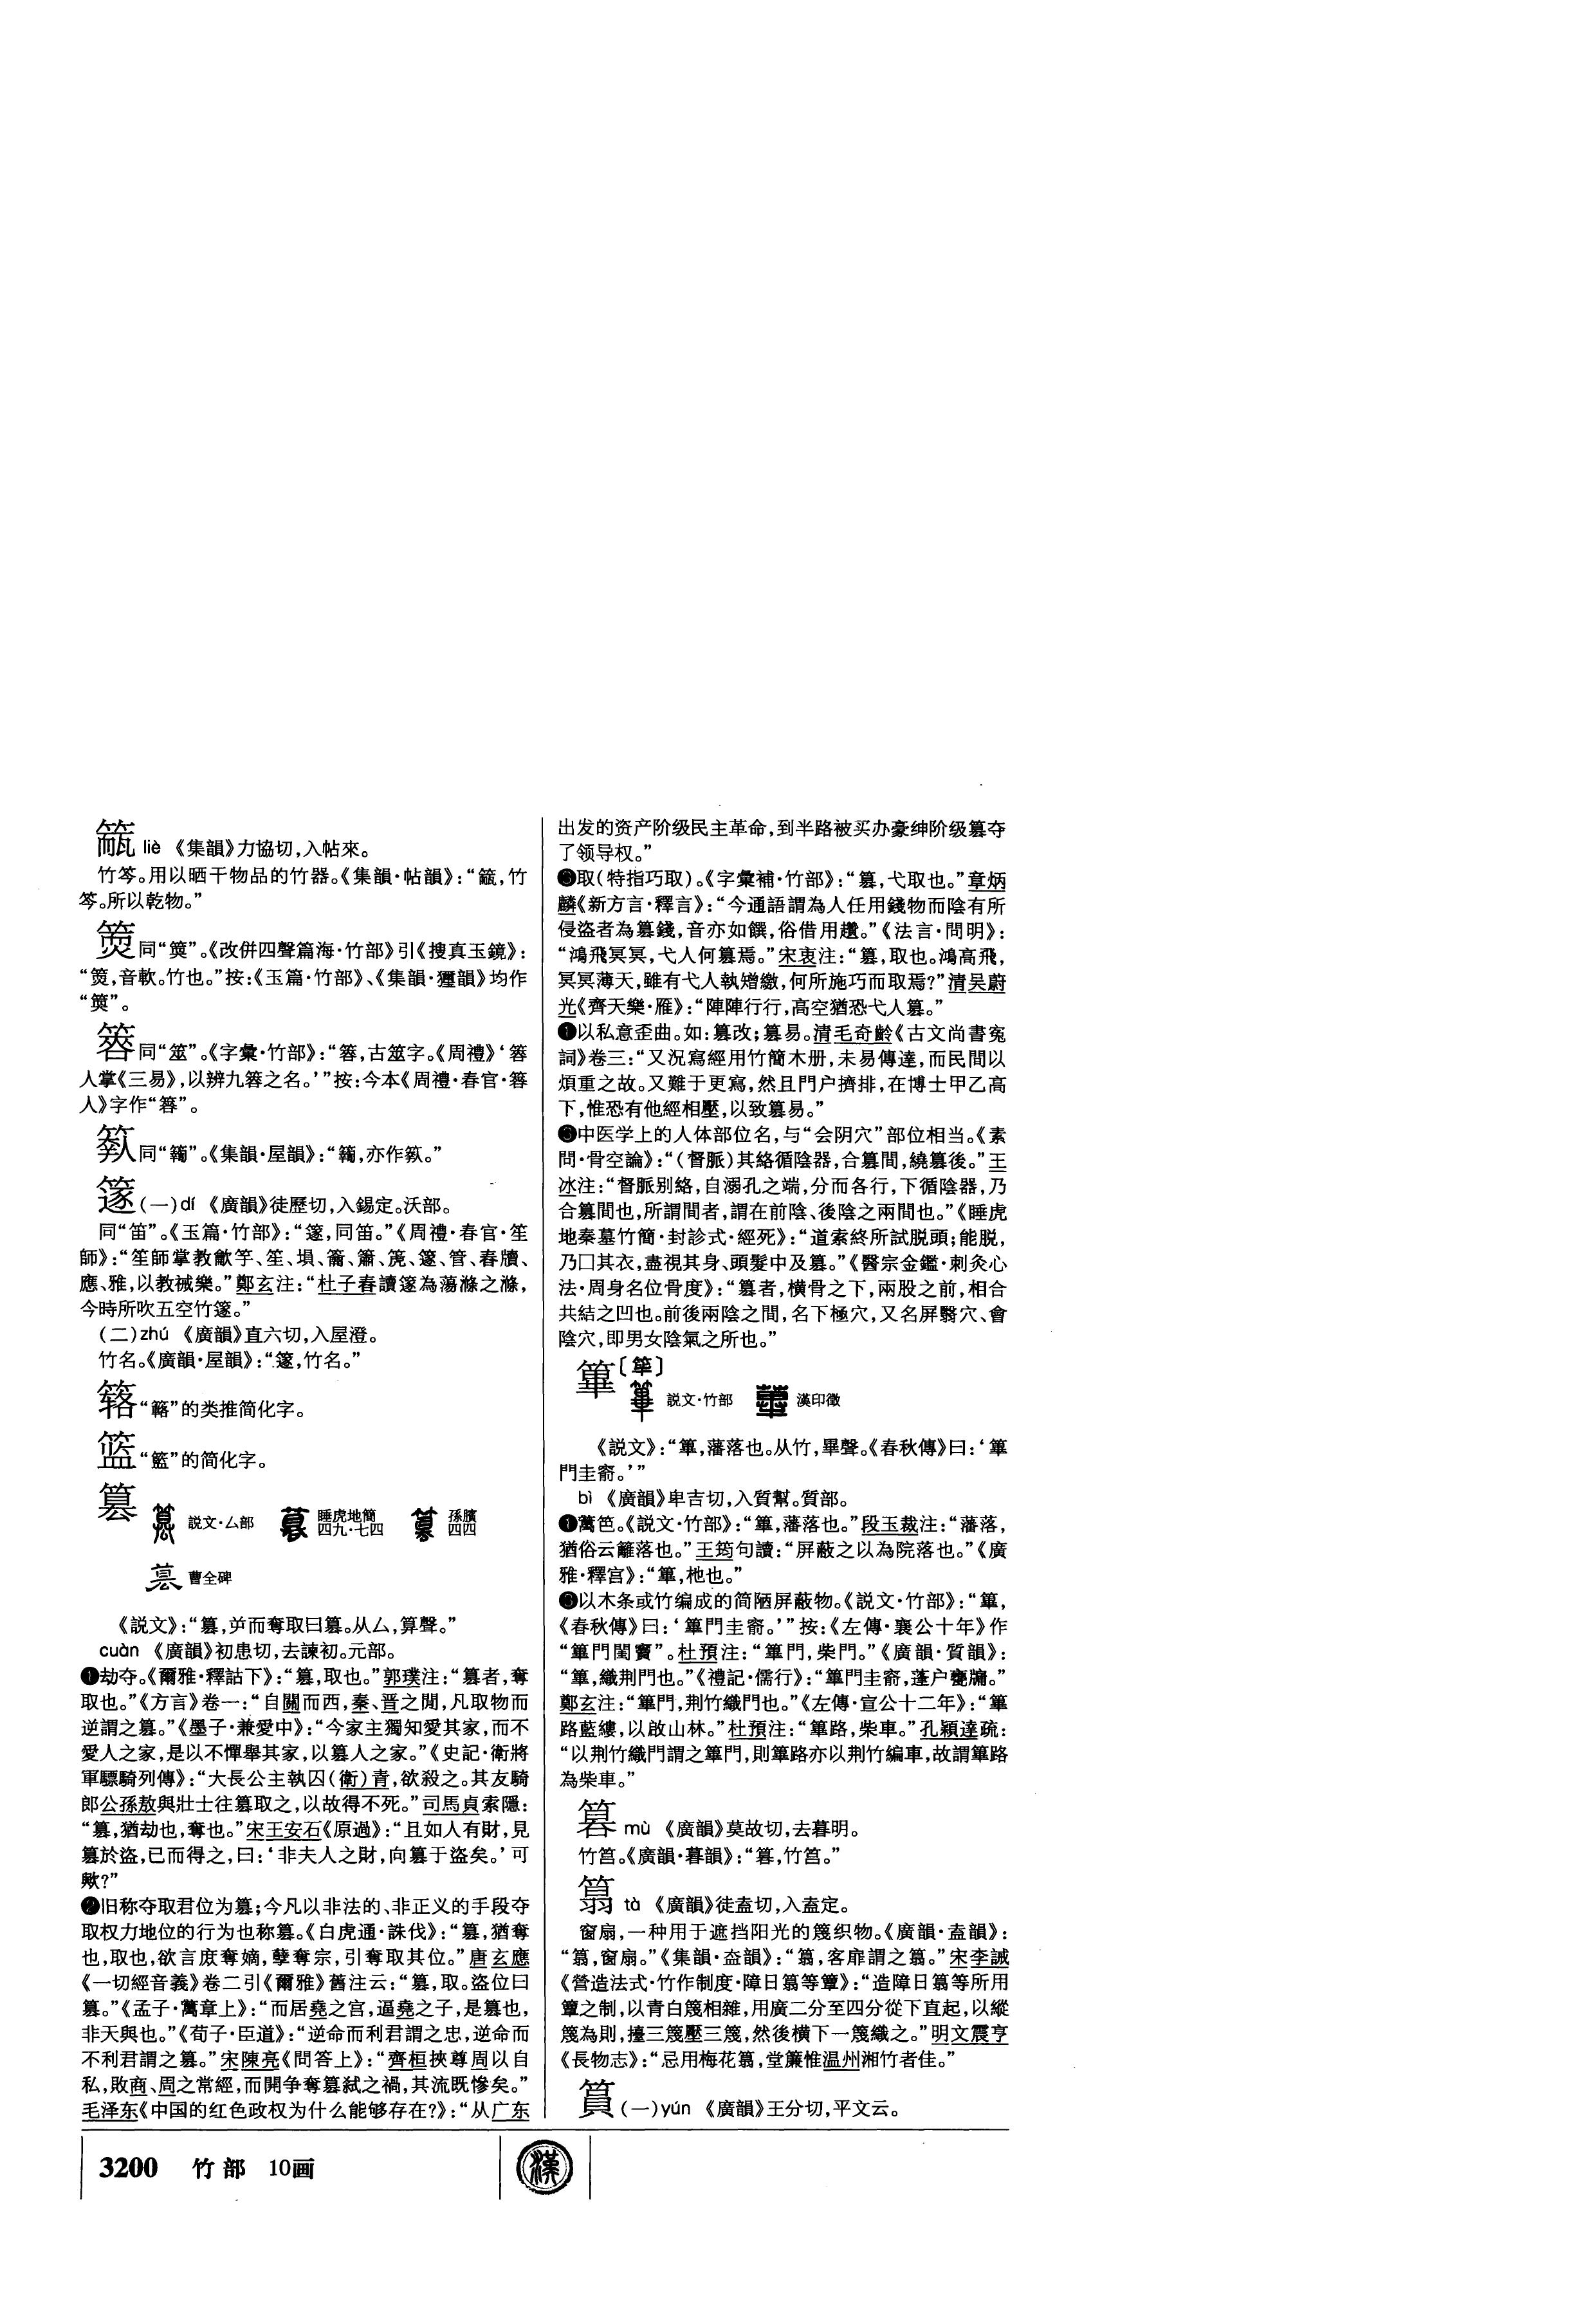 liè 《集韻》力協切,入帖來。
竹笭。用以晒干物品的竹器。《集韻·帖韻》:“,竹
笭。所以乾物。”
同“”。《改併四聲篇海·竹部》引《搜真玉鏡》:
“,音軟。竹也。”按:《玉篇·竹部》、《集韻·玃韻》均作
“”。
同“筮”。《字彙·竹部》:“,古筮字。《周禮》‘
人掌《三易》,以辨九之名。’”按:今本《周禮·春官·
人》字作“”。
同“”。《集韻·屋韻》:“,亦作。”
篴(一)dí 《廣韻》徒歷切,入錫定。沃部。
同“笛”。《玉篇·竹部》:“篴,同笛。”《周禮·春官·笙
師》:“笙師掌教龡竽、笙、塤、籥、簫、篪、篴、管、舂牘、
應、雅,以教祴樂。”鄭玄注:“杜子春讀篴為蕩滌之滌,
今時所吹五空竹篴。”
(二)zhú 《廣韻》直六切,入屋澄。
竹名。《廣韻·屋韻》:“篴,竹名。”
“簵”的类推简化字。
篮“籃”的简化字。
篡
説文·厶部 睡虎地簡四九·七四 孫臏四四
曹全碑
《説文》:“篡,屰而奪取曰篡。从厶,算聲。”
cuàn 《廣韻》初患切,去諫初。元部。
❶劫夺。《爾雅·釋詁下》:“篡,取也。”郭璞注:“篡者,奪
取也。”《方言》卷一:“自關而西,秦、晋之閒,凡取物而
逆謂之篡。”《墨子·兼愛中》:“今家主獨知愛其家,而不
愛人之家,是以不憚舉其家,以篡人之家。”《史記·衛將
軍驃騎列傳》:“大長公主執囚(衛)青,欲殺之。其友騎
郎公孫敖與壯士往篡取之,以故得不死。”司馬貞索隱:
“篡,猶劫也,奪也。”宋王安石《原過》:“且如人有財,見
篡於盗,已而得之,曰:‘非夫人之財,向篡于盗矣。’可
歟?”
❷旧称夺取君位为篡;今凡以非法的、非正义的手段夺
取权力地位的行为也称篡。《白虎通·誅伐》:“篡,猶奪
也,取也,欲言庶奪嫡,孽奪宗,引奪取其位。”唐玄應
《一切經音義》卷二引《爾雅》舊注云:“篡,取。盗位曰
篡。”《孟子·萬章上》:“而居堯之宫,逼堯之子,是篡也,
非天與也。”《荀子·臣道》:“逆命而利君謂之忠,逆命而
不利君謂之篡。”宋陳亮《問答上》:“齊桓挾尊周以自
私,敗商、周之常經,而開争奪篡弑之禍,其流既慘矣。”
毛泽东《中国的红色政权为什么能够存在?》:“从广东
出发的资产阶级民主革命,到半路被买办豪绅阶级篡夺
了领导权。”
❸取(特指巧取)。《字彙補·竹部》:“篡,弋取也。”章炳
麟《新方言·釋言》:“今通語謂為人任用錢物而陰有所
侵盗者為篡錢,音亦如饌,俗借用趲。”《法言·問明》:
“鴻飛冥冥,弋人何篡焉。”宋衷注:“篡,取也。鴻高飛,
冥冥薄天,雖有弋人執矰繳,何所施巧而取焉?”清吴蔚
光《齊天樂·雁》:“陣陣行行,高空猶恐弋人篡。”
❹以私意歪曲。如:篡改;篡易。清毛奇齡《古文尚書冤
詞》卷三:“又況寫經用竹簡木册,未易傳達,而民間以
煩重之故。又難于更寫,然且門户擠排,在博士甲乙高
下,惟恐有他經相壓,以致篡易。”
❺中医学上的人体部位名,与“会阴穴”部位相当。《素
問·骨空論》:“(督脈)其絡循陰器,合篡間,繞篡後。”王
冰注:“督脈别絡,自溺孔之端,分而各行,下循陰器,乃
合篡間也,所謂間者,謂在前陰、後陰之兩間也。”《睡虎
地秦墓竹簡·封診式·經死》:“道索終所試脱頭;能脱,
乃□其衣,盡視其身、頭髮中及篡。”《醫宗金鑑·刺灸心
法·周身名位骨度》:“篡者,横骨之下,兩股之前,相合
共結之凹也。前後兩陰之間,名下極穴,又名屏翳穴、會
陰穴,即男女陰氣之所也。”
篳〔筚〕
説文·竹部 漢印徵
《説文》:“篳,藩落也。从竹,畢聲。《春秋傳》曰:‘篳
門圭窬。’”
bì 《廣韻》卑吉切,入質幫。質部。
❶篱笆。《説文·竹部》:“篳,藩落也。”段玉裁注:“藩落,
猶俗云籬落也。”王筠句讀:“屏蔽之以為院落也。”《廣
雅·釋宫》:“篳,杝也。”
❷以木条或竹编成的简陋屏蔽物。《説文·竹部》:“篳,
《春秋傳》曰:‘篳門圭窬。’”按:《左傳·襄公十年》作
“篳門閨竇”。杜預注:“篳門,柴門。”《廣韻·質韻》:
“篳,織荆門也。”《禮記·儒行》:“篳門圭窬,蓬户甕牖。”
鄭玄注:“篳門,荆竹織門也。”《左傳·宣公十二年》:“篳
路藍縷,以啟山林。”杜預注:“篳路,柴車。”孔穎達疏:
“以荆竹織門謂之篳門,則篳路亦以荆竹編車,故謂篳路
為柴車。”
mù 《廣韻》莫故切,去暮明。
竹筥。《廣韻·暮韻》:“,竹筥。”
tà 《廣韻》徒盍切,入盍定。
窗扇,一种用于遮挡阳光的篾织物。《廣韻·盍韻》:
“,窗扇。”《集韻·盍韻》:“,客扉謂之。”宋李誡
《營造法式·竹作制度·障日等簟》:“造障日等所用
簟之制,以青白篾相雜,用廣二分至四分從下直起,以縱
篾為則,擡三篾壓三篾,然後横下一篾織之。”明文震亨
《長物志》:“忌用梅花,堂簾惟温州湘竹者佳。”
篔(一)yún 《廣韻》王分切,平文云。
3200 竹部 10画
漢